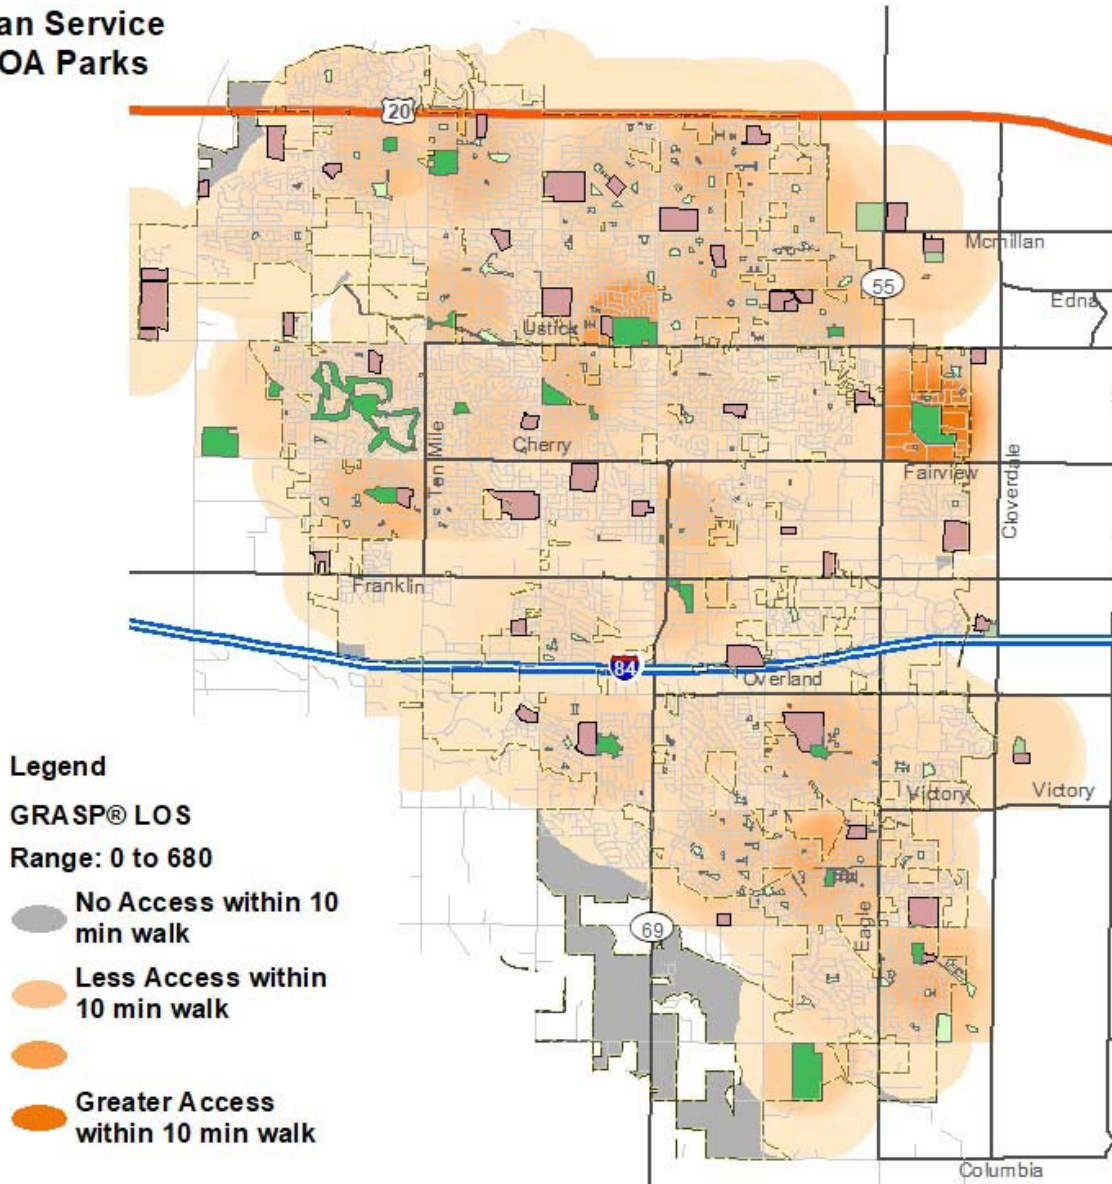 an Service
OA Parks
20
Mcmillan
55
Edna
Ustick
Ten Mile
Cherry
Fairview
Cloverdale
Franklin
84
Overland
Victory
Victory
69
Eagle
Columbia
Legend
GRASP® LOS
Range: 0 to 680
No Access within 10
min walk
Less Access within
10 min walk
Greater Access
within 10 min walk